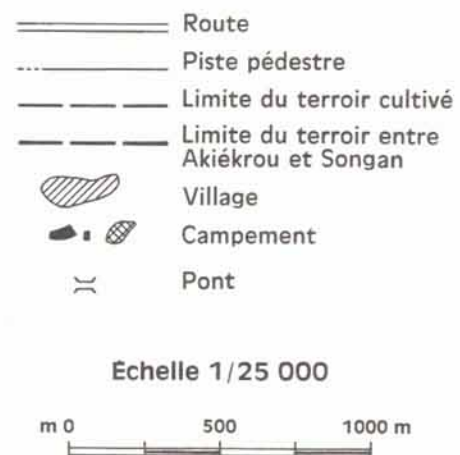 Route
Piste pédestre
Limite du terroir cultivé
Limite du terroir entre
Akiékrou et Songan
Village
Campement
Pont
Échelle 1/25 000
m 0 500 1000 m